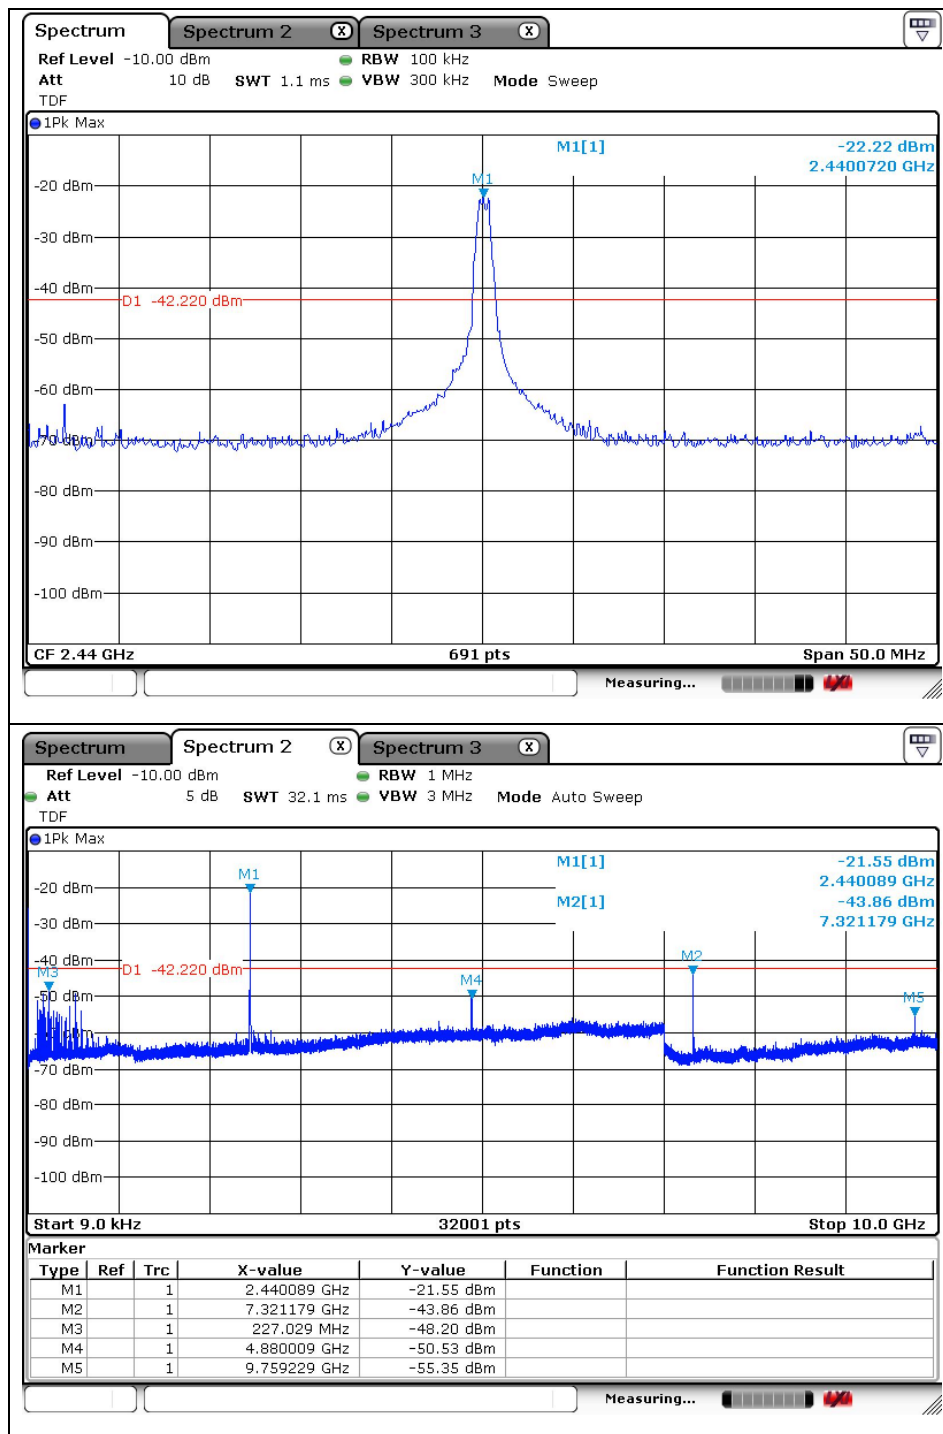 Spectrum Spectrum 2 X Spectrum 3 X
Ref Level -10.00 dBm RBW 100 kHz
Att 10 dB SWT 1.1 ms VBW 300 kHz Mode Sweep
TDF
1Pk Max
M1[1] -22.22 dBm
2.4400720 GHz
M1
-20 dBm
-30 dBm
-40 dBm
D1 -42.220 dBm
-50 dBm
-60 dBm
-70 dBm
-80 dBm
-90 dBm
-100 dBm
CF 2.44 GHz 691 pts Span 50.0 MHz
Measuring...
Spectrum Spectrum 2 X Spectrum 3 X
Ref Level -10.00 dBm RBW 1 MHz
Att 5 dB SWT 32.1 ms VBW 3 MHz Mode Auto Sweep
TDF
1Pk Max
M1[1] -21.55 dBm
2.440089 GHz
M2[1] -43.86 dBm
7.321179 GHz
M1
-20 dBm
-30 dBm
-40 dBm
M2
D1 -42.220 dBm
M3
M4
-50 dBm
M5
-60 dBm
-70 dBm
-80 dBm
-90 dBm
-100 dBm
Start 9.0 kHz 32001 pts Stop 10.0 GHz
Marker
Type Ref Trc X-value Y-value Function Function Result
M1 1 2.440089 GHz -21.55 dBm
M2 1 7.321179 GHz -43.86 dBm
M3 1 227.029 MHz -48.20 dBm
M4 1 4.880009 GHz -50.53 dBm
M5 1 9.759229 GHz -55.35 dBm
Measuring...